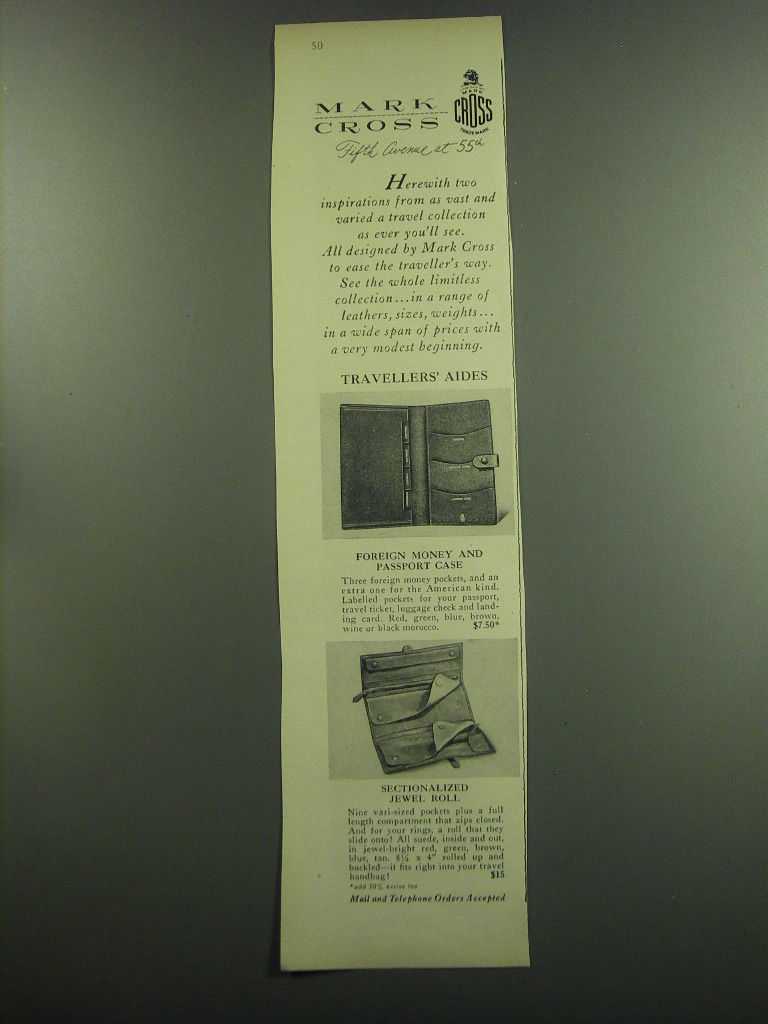 50
MARK
CROSS
MARK
CROSS
TRADE MARK
Fifth Avenue at 55th
Herewith two
inspirations from as vast and
varied a travel collection
as ever you'll see.
All designed by Mark Cross
to ease the traveller's way.
See the whole limitless
collection...in a range of
leathers, sizes, weights...
in a wide span of prices with
a very modest beginning.
TRAVELLERS' AIDES
FOREIGN MONEY AND
PASSPORT CASE
Three foreign money pockets, and an
extra one for the American kind.
Labelled pockets for your passport,
travel ticket, luggage check and land-
ing card. Red, green, blue, brown,
wine or black morocco. $7.50*
SECTIONALIZED
JEWEL ROLL
Nine vari-sized pockets plus a full
length compartment that zips closed.
And for your rings, a roll that they
slide onto! All suede, inside and out,
in jewel-bright red, green, brown,
blue, tan. 8¼ x 4" rolled up and
buckled—it fits right into your travel
handbag! $15
*add 20% excise tax
Mail and Telephone Orders Accepted